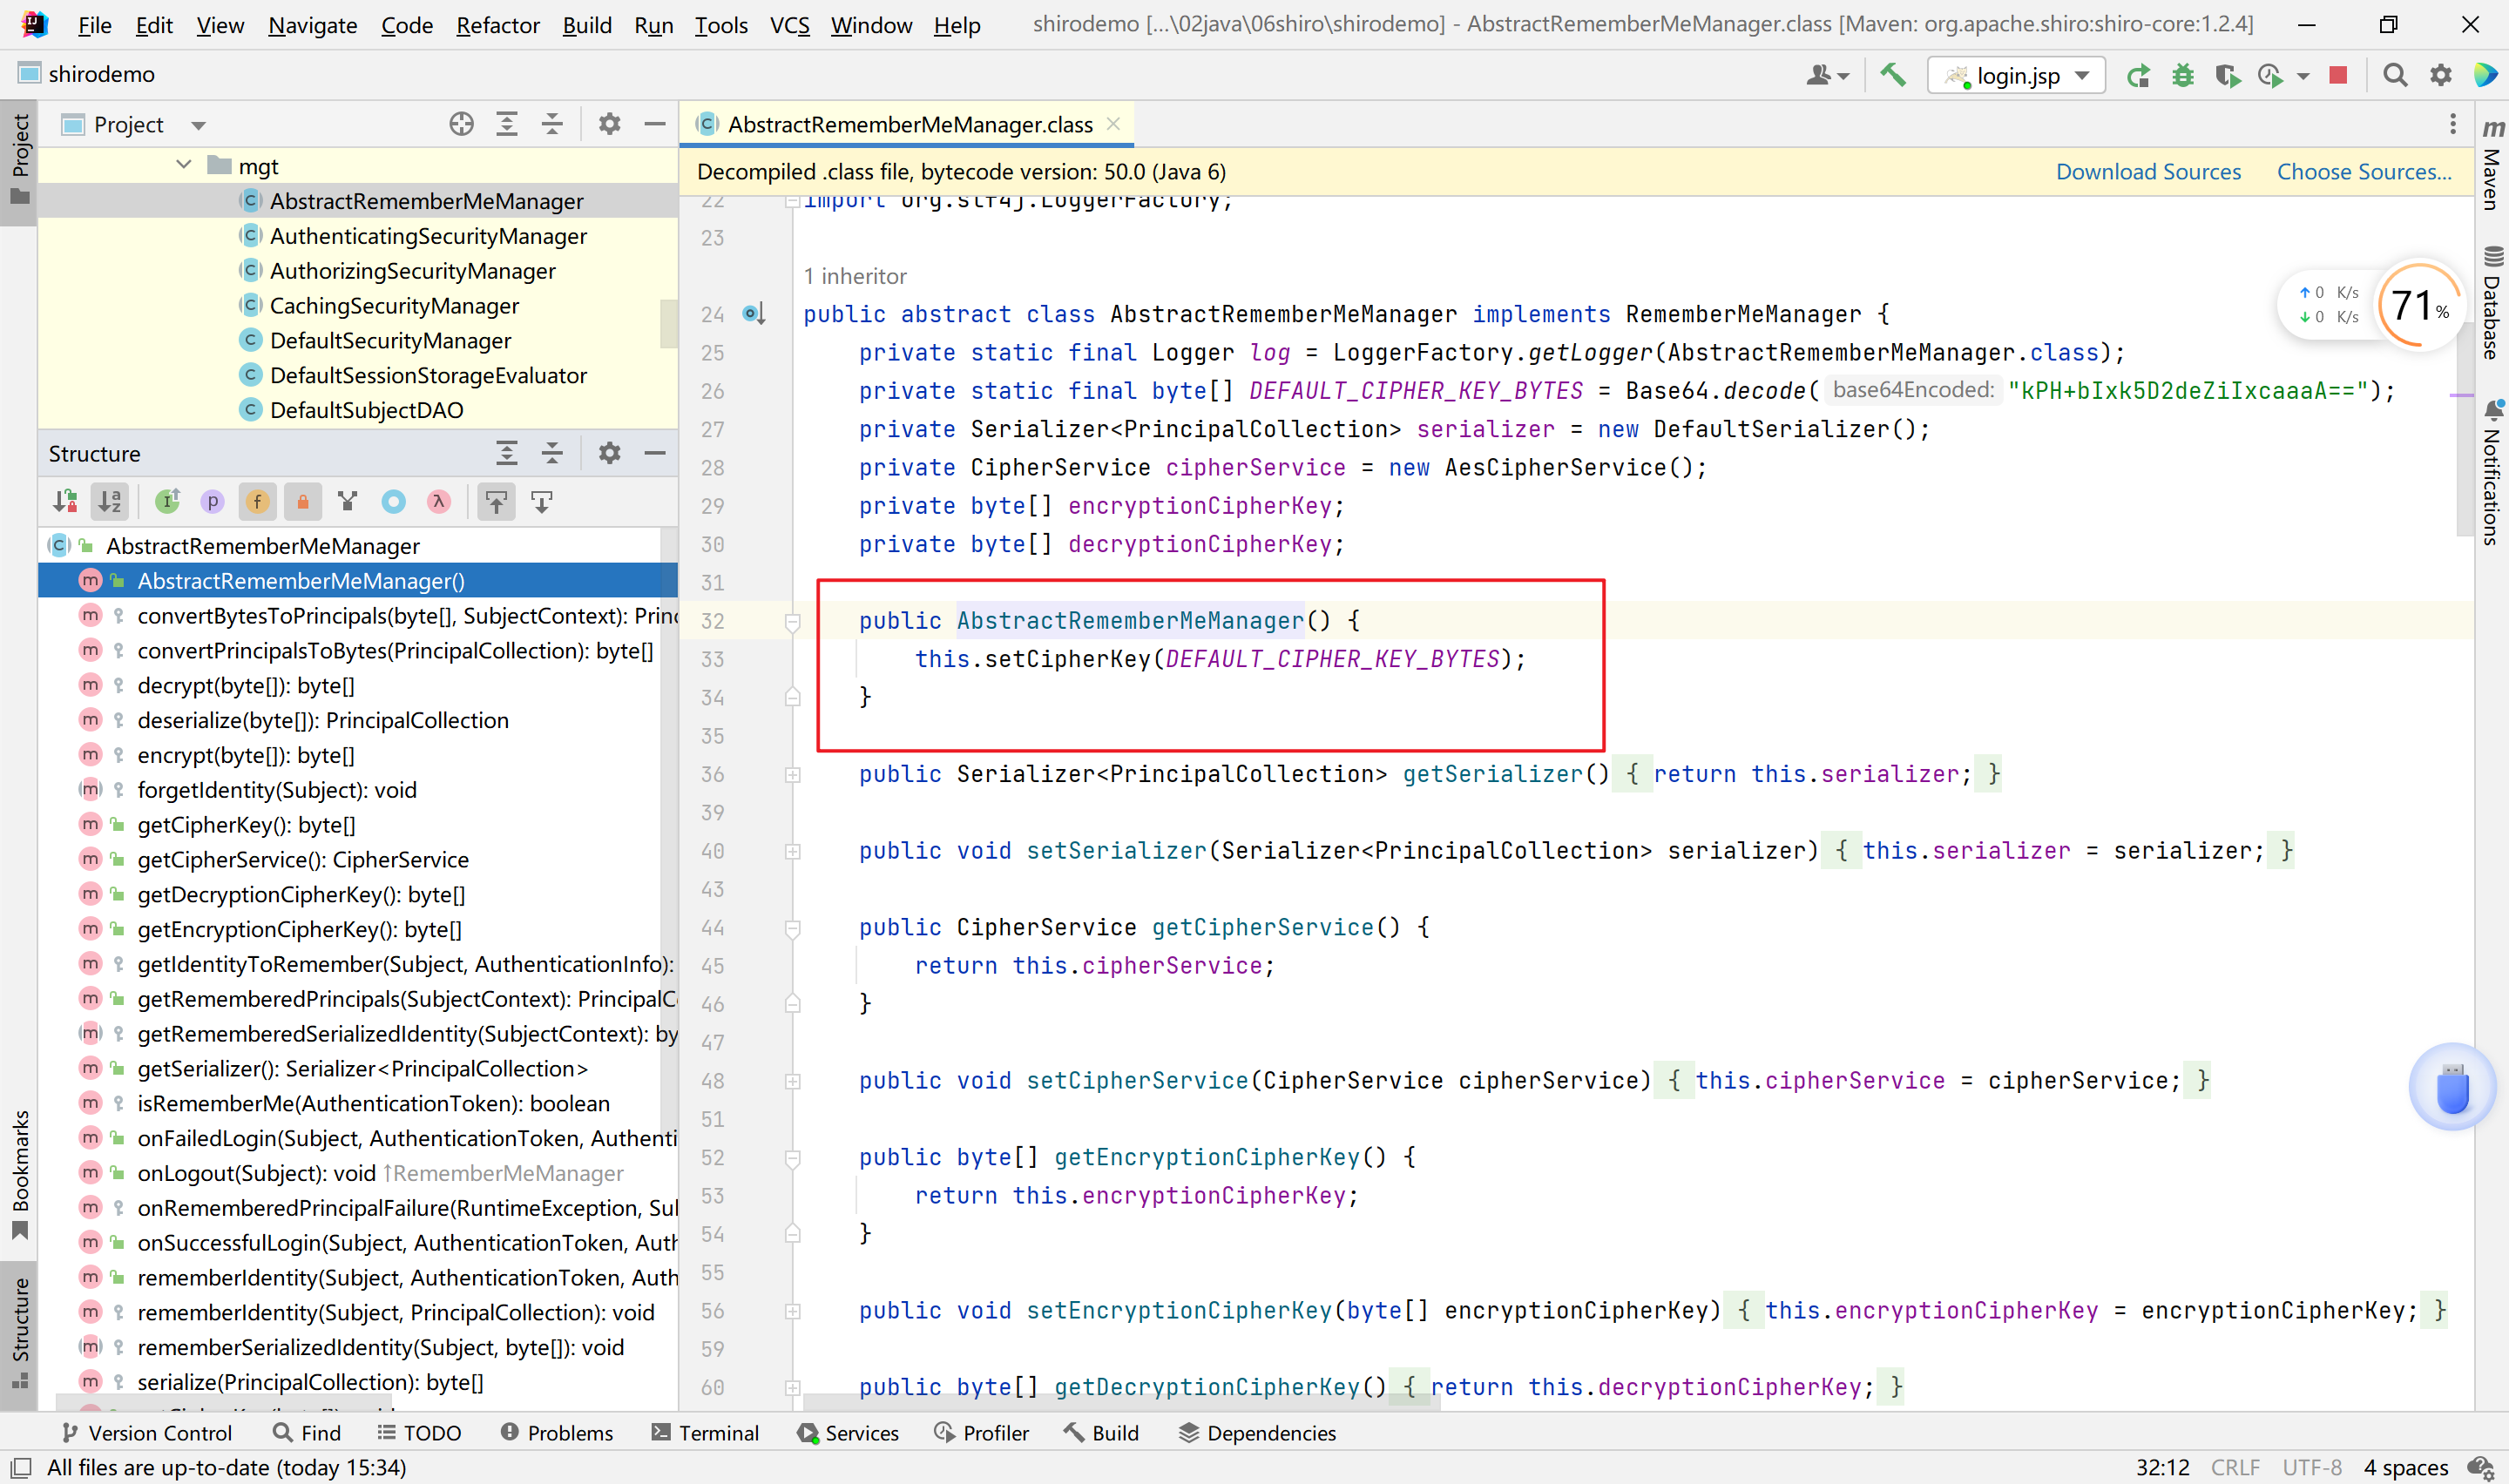 File Edit View Navigate Code Refactor Build Run Tools VCS Window Help shirodemo [...\02java\06shiro\shirodemo] - AbstractRememberMeManager.class [Maven: org.apache.shiro:shiro-core:1.2.4]
shirodemo login.jsp
Project
Project
mgt
AbstractRememberMeManager
AuthenticatingSecurityManager
AuthorizingSecurityManager
CachingSecurityManager
DefaultSecurityManager
DefaultSessionStorageEvaluator
DefaultSubjectDAO
Structure
AbstractRememberMeManager
AbstractRememberMeManager()
convertBytesToPrincipals(byte[], SubjectContext): Princ
convertPrincipalsToBytes(PrincipalCollection): byte[]
decrypt(byte[]): byte[]
deserialize(byte[]): PrincipalCollection
encrypt(byte[]): byte[]
forgetIdentity(Subject): void
getCipherKey(): byte[]
getCipherService(): CipherService
getDecryptionCipherKey(): byte[]
getEncryptionCipherKey(): byte[]
getIdentityToRemember(Subject, AuthenticationInfo):
getRememberedPrincipals(SubjectContext): PrincipalCo
getRememberedSerializedIdentity(SubjectContext): by
getSerializer(): Serializer<PrincipalCollection>
isRememberMe(AuthenticationToken): boolean
onFailedLogin(Subject, AuthenticationToken, Authenti
onLogout(Subject): void ↑RememberMeManager
onRememberedPrincipalFailure(RuntimeException, Sul
onSuccessfulLogin(Subject, AuthenticationToken, Auth
rememberIdentity(Subject, AuthenticationToken, Auth
rememberIdentity(Subject, PrincipalCollection): void
rememberSerializedIdentity(Subject, byte[]): void
serialize(PrincipalCollection): byte[]
Bookmarks
Structure
AbstractRememberMeManager.class
Decompiled .class file, bytecode version: 50.0 (Java 6) Download Sources Choose Sources...
22 import org.slf4j.LoggerFactory;
23
1 inheritor
24 public abstract class AbstractRememberMeManager implements RememberMeManager {
25 private static final Logger log = LoggerFactory.getLogger(AbstractRememberMeManager.class);
26 private static final byte[] DEFAULT_CIPHER_KEY_BYTES = Base64.decode( base64Encoded: "kPH+bIxk5D2deZiIxcaaaA==");
27 private Serializer<PrincipalCollection> serializer = new DefaultSerializer();
28 private CipherService cipherService = new AesCipherService();
29 private byte[] encryptionCipherKey;
30 private byte[] decryptionCipherKey;
31
32 public AbstractRememberMeManager() {
33 this.setCipherKey(DEFAULT_CIPHER_KEY_BYTES);
34 }
35
36 public Serializer<PrincipalCollection> getSerializer() { return this.serializer; }
39
40 public void setSerializer(Serializer<PrincipalCollection> serializer) { this.serializer = serializer; }
43
44 public CipherService getCipherService() {
45 return this.cipherService;
46 }
47
48 public void setCipherService(CipherService cipherService) { this.cipherService = cipherService; }
51
52 public byte[] getEncryptionCipherKey() {
53 return this.encryptionCipherKey;
54 }
55
56 public void setEncryptionCipherKey(byte[] encryptionCipherKey) { this.encryptionCipherKey = encryptionCipherKey; }
59
60 public byte[] getDecryptionCipherKey() { return this.decryptionCipherKey; }
↑ 0 K/s
↓ 0 K/s
71%
m Maven
Database
Notifications
Version Control Find TODO Problems Terminal Services Profiler Build Dependencies
All files are up-to-date (today 15:34) 32:12 CRLF UTF-8 4 spaces